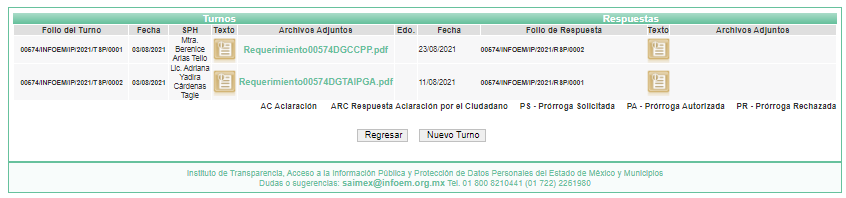 Turnos Respuestas
Folio del Turno Fecha SPH Texto Archivos Adjuntos Edo. Fecha Folio de Respuesta Texto Archivos Adjuntos
00574/INFOEM/IP/2021/TSP/0001 03/08/2021 Mtra. Berenice Arias Tello Requerimiento00574DGCCPP.pdf 23/08/2021 00574/INFOEM/IP/2021/RSP/0002
00574/INFOEM/IP/2021/TSP/0002 03/08/2021 Lic. Adriana Yadira Cárdenas Tagle Requerimiento00574DGTAIPGA.pdf 11/08/2021 00574/INFOEM/IP/2021/RSP/0001
AC Aclaración ARC Respuesta Aclaración por el Ciudadano PS - Prórroga Solicitada PA - Prórroga Autorizada PR - Prórroga Rechazada
Regresar Nuevo Turno
Instituto de Transparencia, Acceso a la Información Pública y Protección de Datos Personales del Estado de México y Municipios
Dudas o sugerencias: saimex@infoem.org.mx Tel. 01 800 8210441 (01 722) 2261980